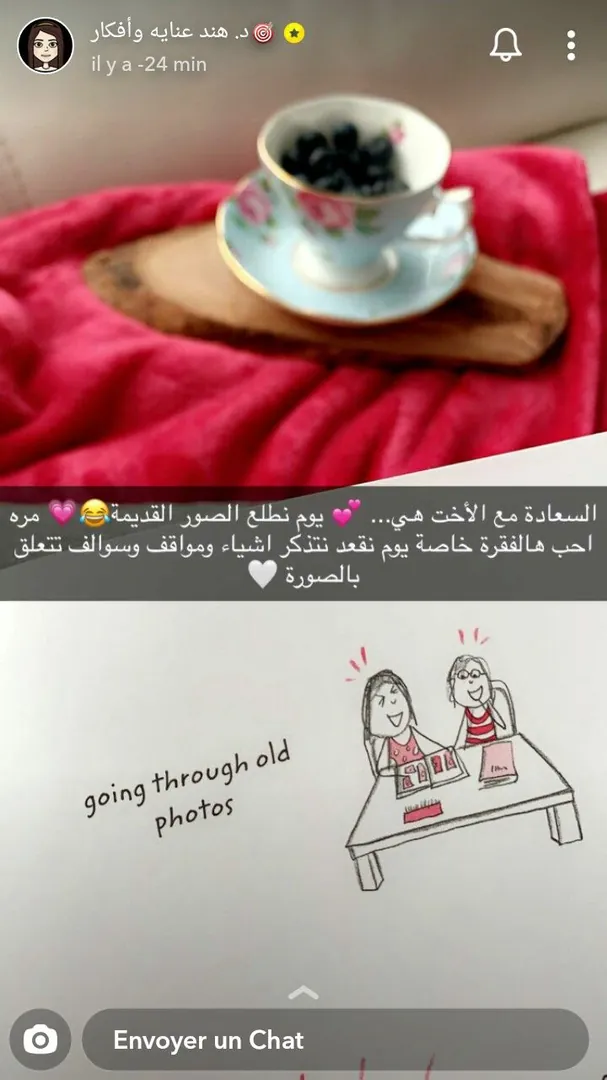 د. هند عنايه وأفكار🎯 ⭐
il y a -24 min
السعادة مع الأخت هي... 💕 يوم نطلع الصور القديمة😂💗 مره
احب هالفقرة خاصة يوم نقعد نتذكر اشياء ومواقف وسوالف تتعلق
بالصورة 🤍
going through old
photos
Envoyer un Chat